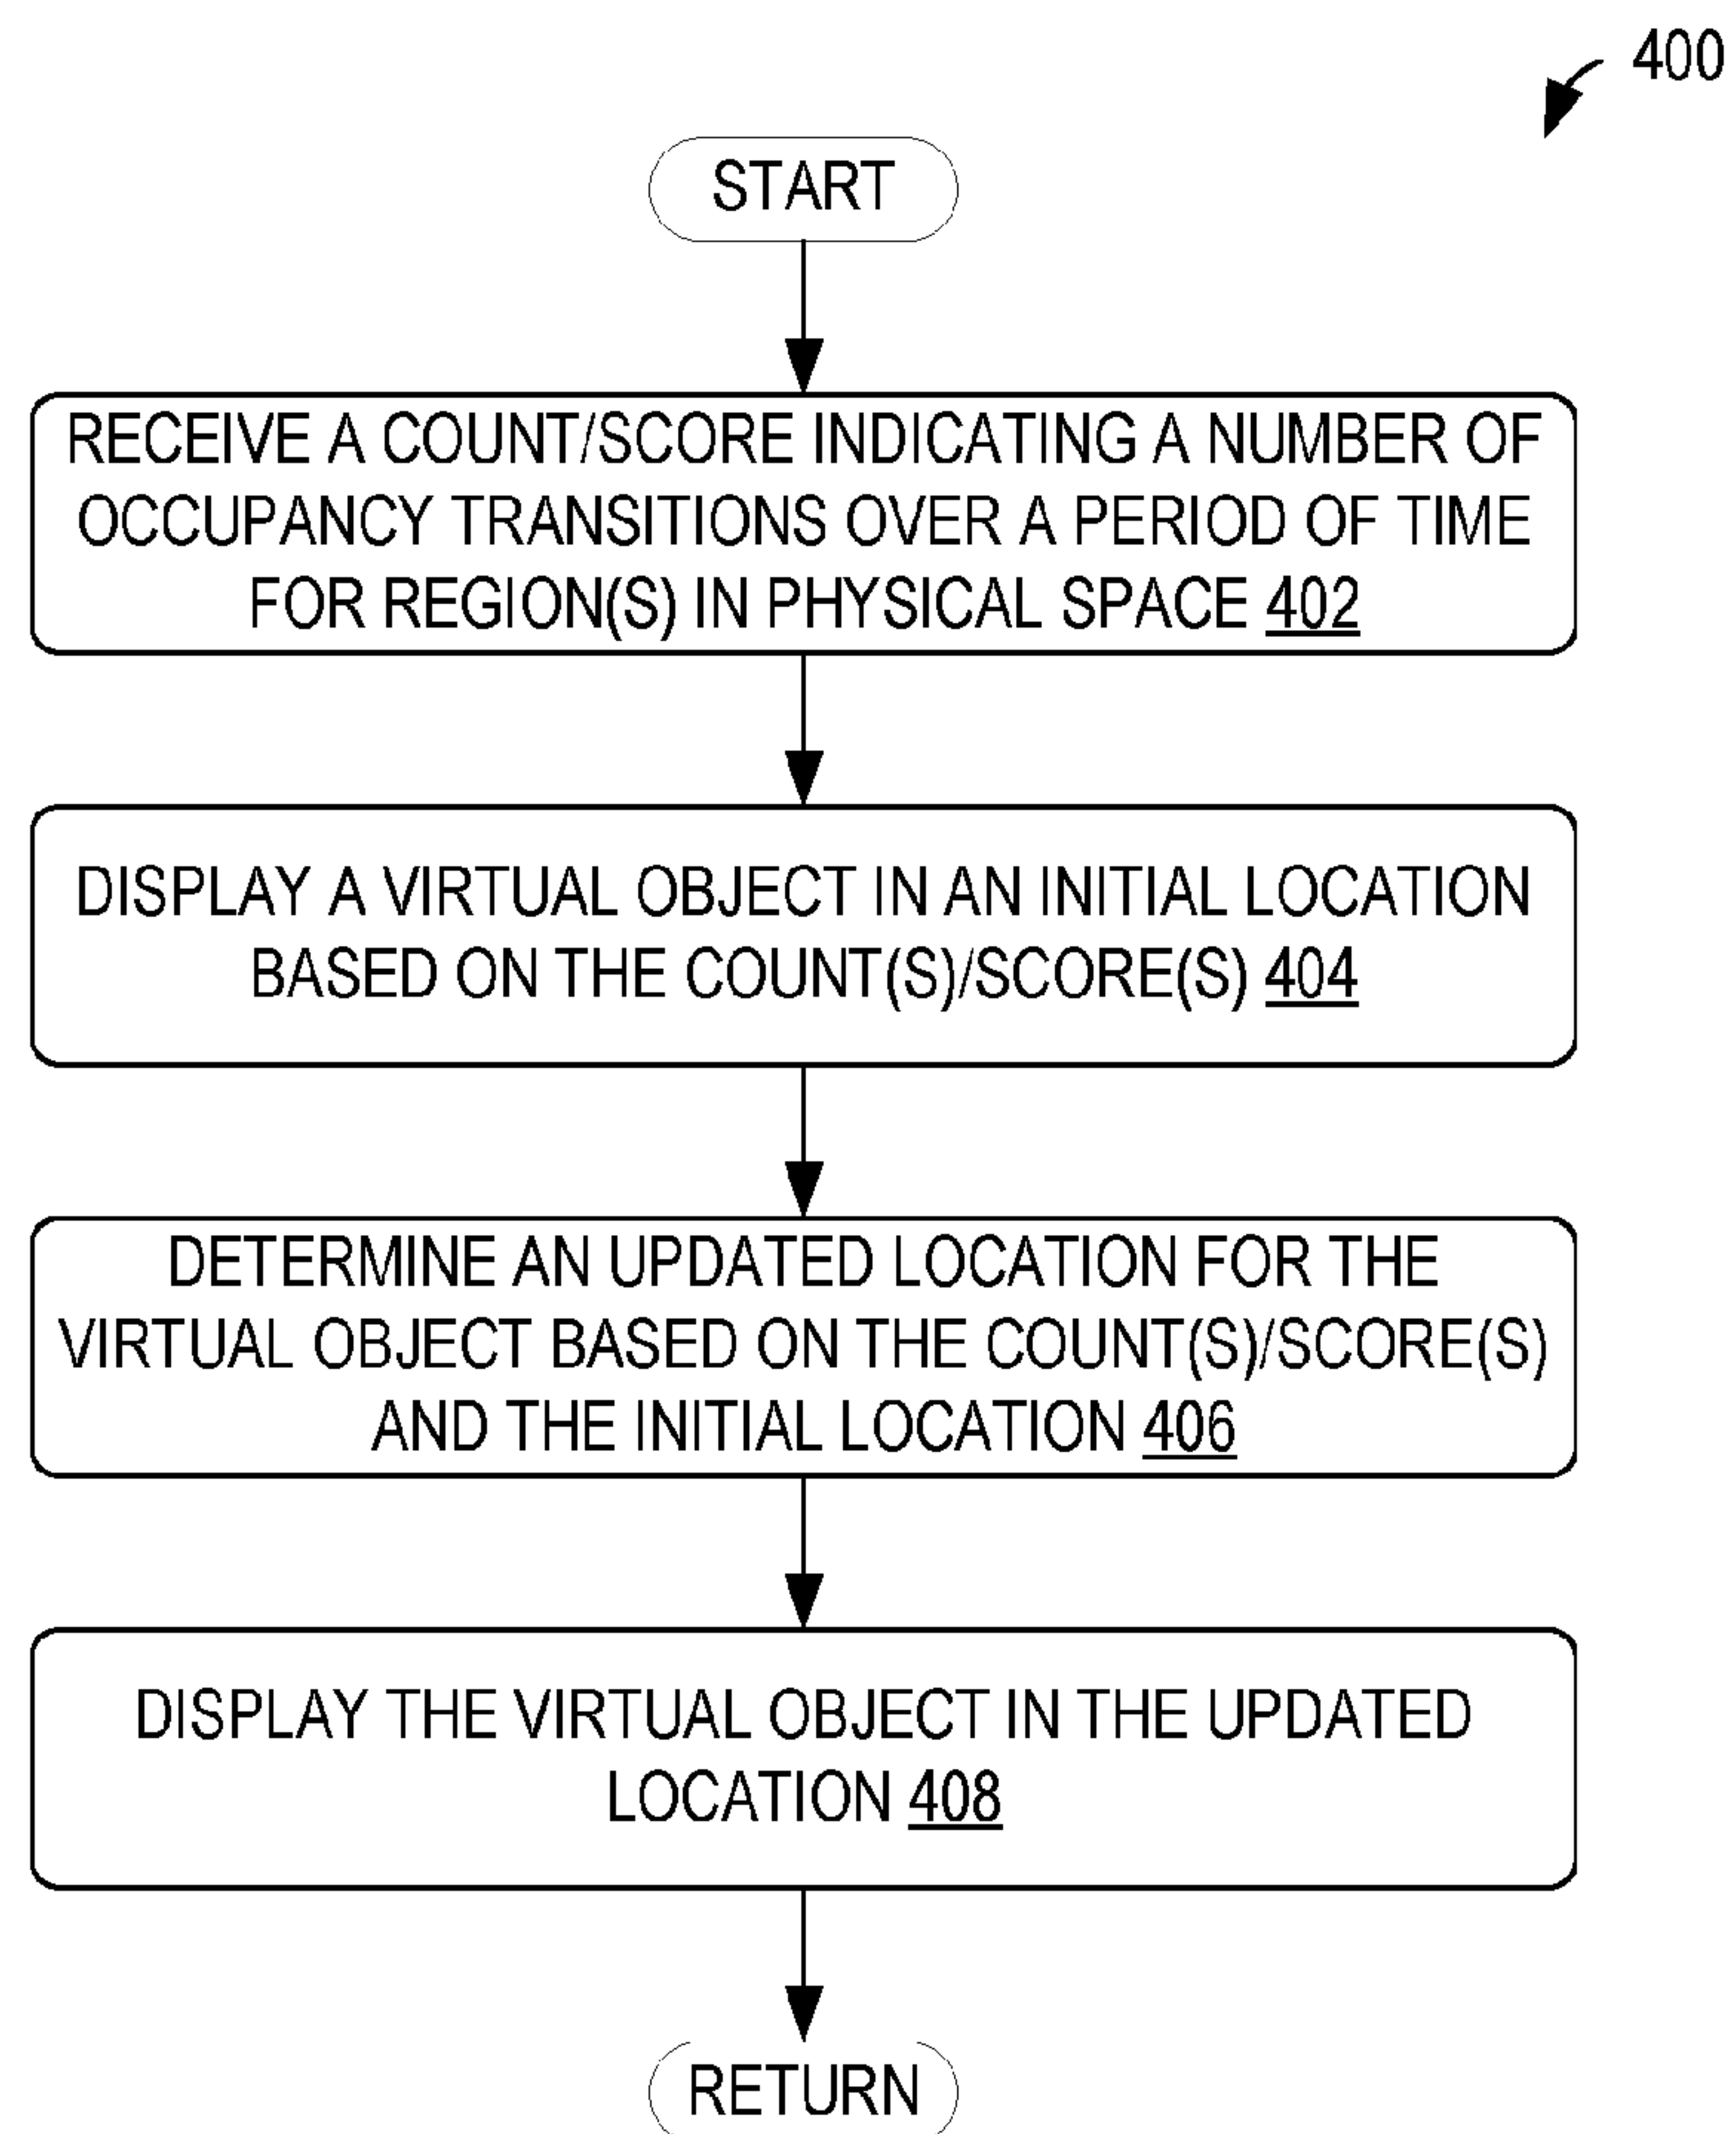 400
START
RECEIVE A COUNT/SCORE INDICATING A NUMBER OF
OCCUPANCY TRANSITIONS OVER A PERIOD OF TIME
FOR REGION(S) IN PHYSICAL SPACE 402
DISPLAY A VIRTUAL OBJECT IN AN INITIAL LOCATION
BASED ON THE COUNT(S)/SCORE(S) 404
DETERMINE AN UPDATED LOCATION FOR THE
VIRTUAL OBJECT BASED ON THE COUNT(S)/SCORE(S)
AND THE INITIAL LOCATION 406
DISPLAY THE VIRTUAL OBJECT IN THE UPDATED
LOCATION 408
RETURN